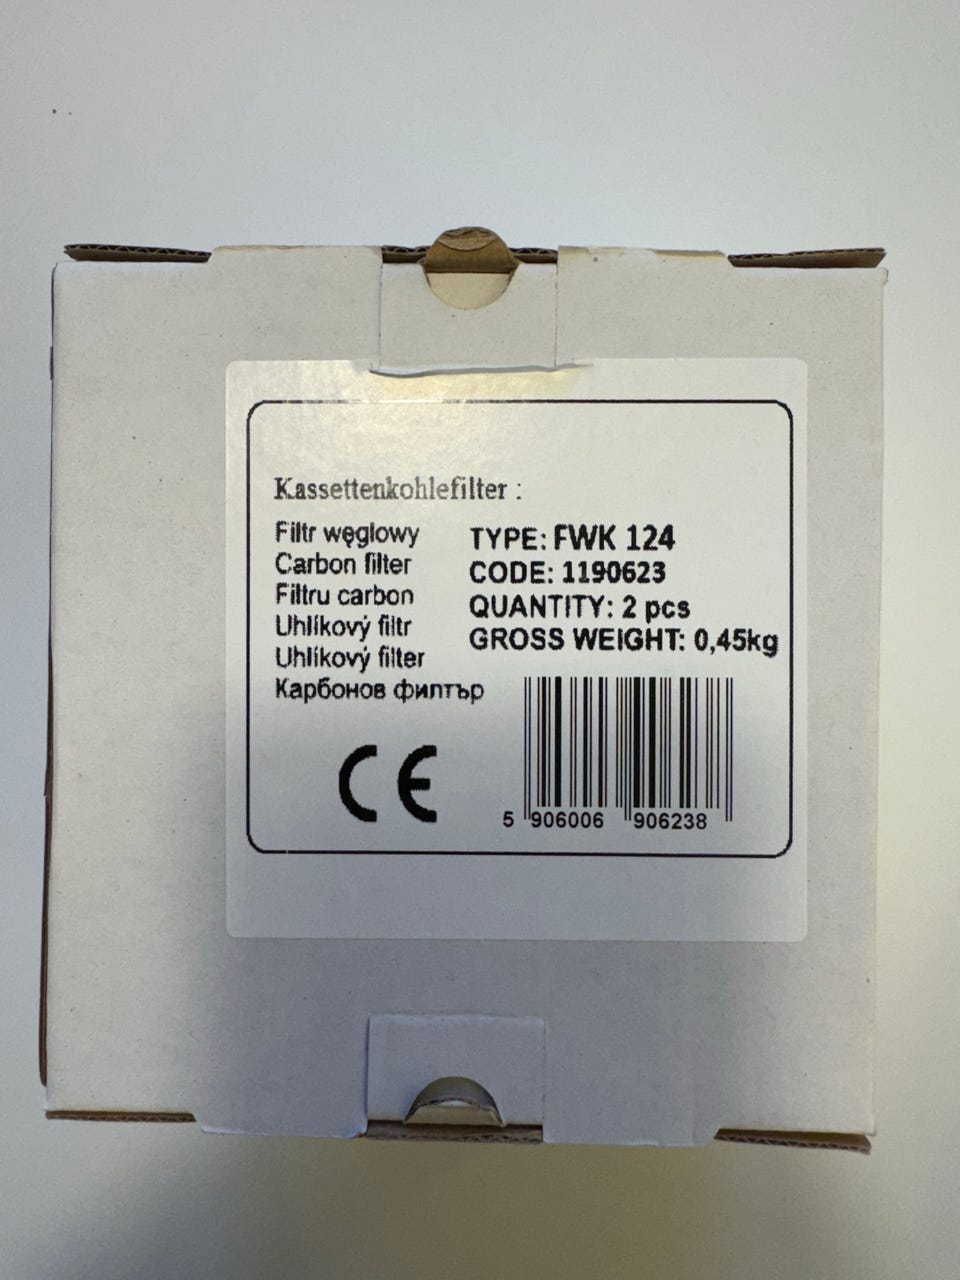 Kassettenkohlefilter :
Filtr węglowy
Carbon filter
Filtru carbon
Uhlíkový filtr
Uhlíkový filter
Карбонов филтър
TYPE: FWK 124
CODE: 1190623
QUANTITY: 2 pcs
GROSS WEIGHT: 0,45kg
CE
5 906006 906238